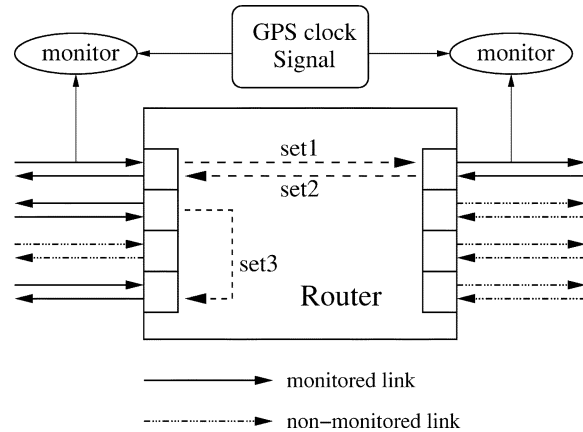 GPS clock
Signal
monitor
monitor
set1
set2
set3
Router
monitored link
non-monitored link